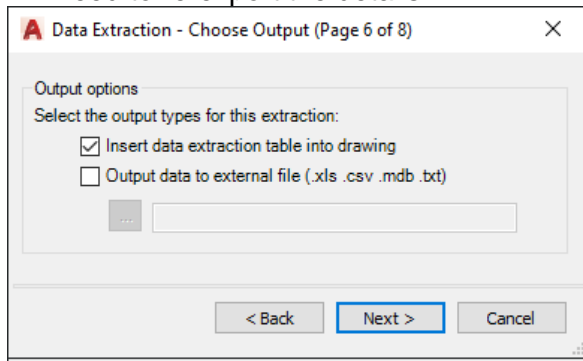 Data Extraction - Choose Output (Page 6 of 8)
Output options
Select the output types for this extraction:
Insert data extraction table into drawing
Output data to external file (.xls .csv .mdb .txt)
...
< Back Next > Cancel